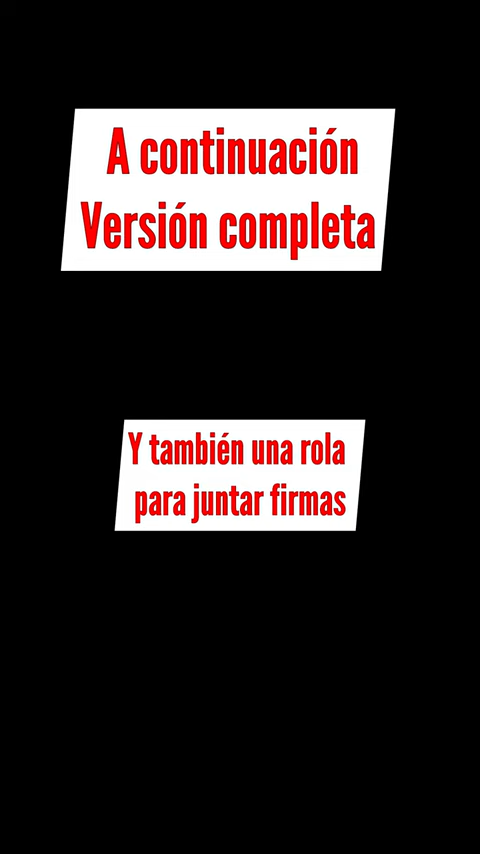 A continuación
Versión completa
Y también una rola
para juntar firmas